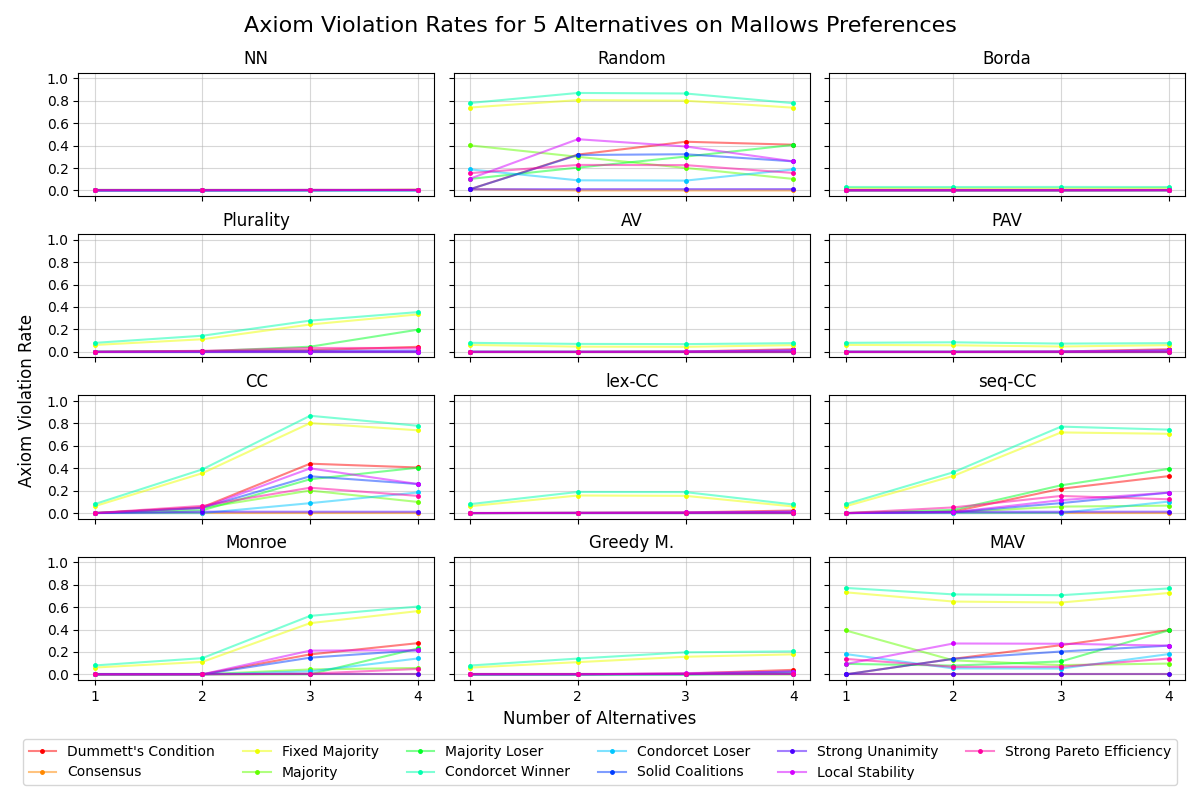 Axiom Violation Rates for 5 Alternatives on Mallows Preferences
NN Random Borda
1.0
0.8
0.6
0.4
0.2
0.0
Plurality AV PAV
1.0
0.8
0.6
0.4
0.2
0.0
Axiom Violation Rate
CC lex-CC seq-CC
1.0
0.8
0.6
0.4
0.2
0.0
Monroe Greedy M. MAV
1.0
0.8
0.6
0.4
0.2
0.0
1 2 3 4 1 2 3 4 1 2 3 4
Number of Alternatives
Dummett's Condition Fixed Majority Majority Loser Condorcet Loser Strong Unanimity Strong Pareto Efficiency
Consensus Majority Condorcet Winner Solid Coalitions Local Stability